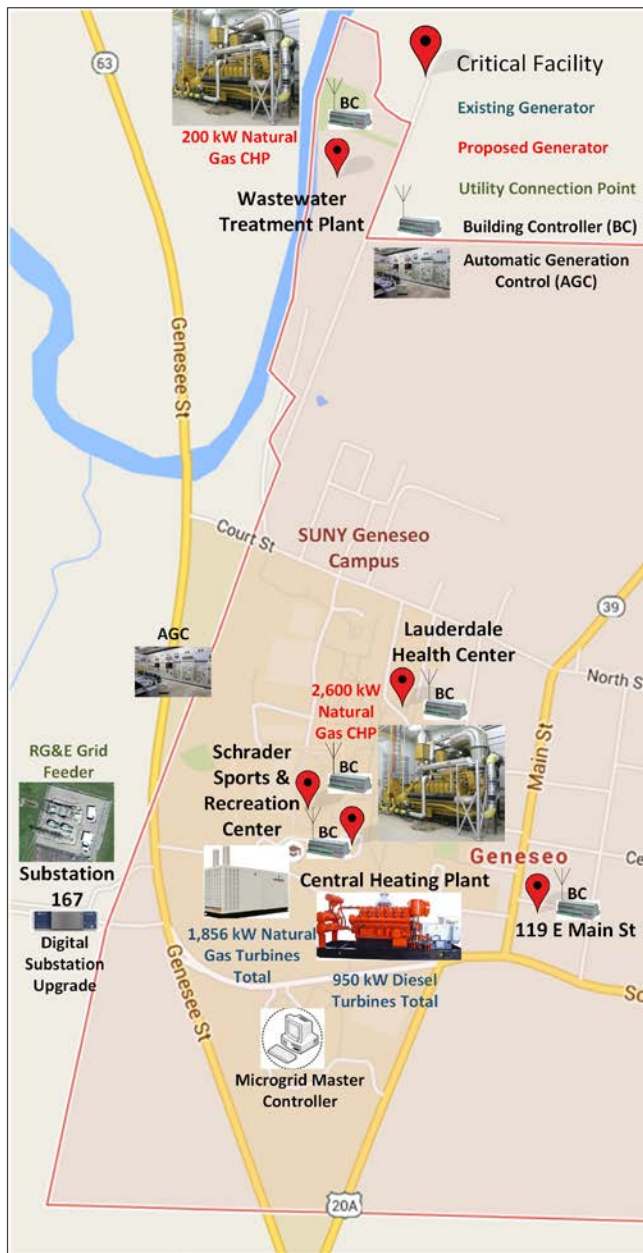 63
BC
Critical Facility
Existing Generator
200 kW Natural
Gas CHP
Proposed Generator
Utility Connection Point
Wastewater
Treatment Plant
Building Controller (BC)
Automatic Generation
Control (AGC)
Genesee St
Court St
SUNY Geneseo
Campus
39
AGC
Lauderdale
Health Center
North S
BC
2,600 kW
Natural
Gas CHP
Main St
RG&E Grid
Feeder
Schrader
Sports &
Recreation
Center
BC
BC
Geneseo
Ce
Substation
167
Central Heating Plant
BC
119 E Main St
Digital
Substation
Upgrade
1,856 kW Natural
Gas Turbines
Total
950 kW Diesel
Turbines Total
So
Genesee St
Microgrid Master
Controller
20A